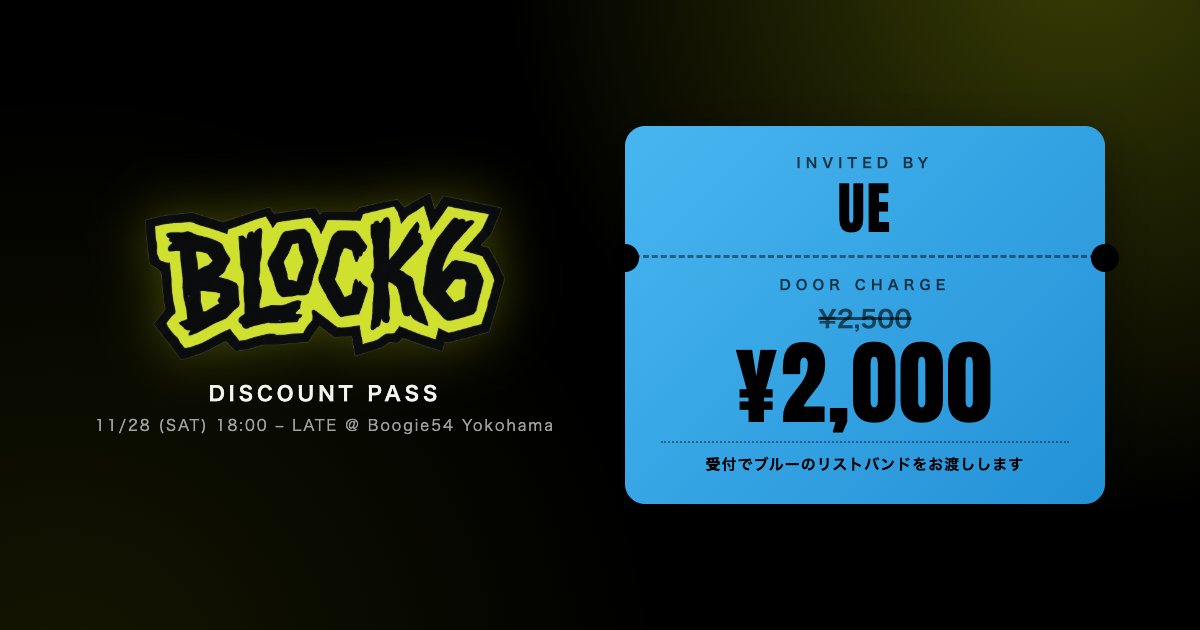 BLOCK6
DISCOUNT PASS
11/28 (SAT) 18:00 – LATE @ Boogie54 Yokohama
INVITED BY
UE
DOOR CHARGE
¥2,500
¥2,000
受付でブルーのリストバンドをお渡しします